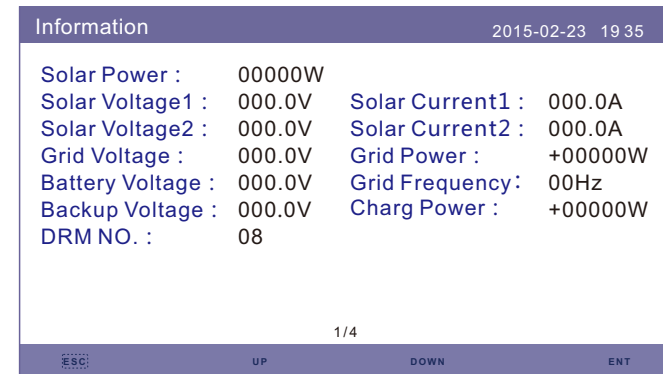 Information 2015-02-23 19 35
Solar Power : 00000W
Solar Voltage1 : 000.0V Solar Current1 : 000.0A
Solar Voltage2 : 000.0V Solar Current2 : 000.0A
Grid Voltage : 000.0V Grid Power : +00000W
Battery Voltage : 000.0V Grid Frequency: 00Hz
Backup Voltage : 000.0V Charg Power : +00000W
DRM NO. : 08
1/4
ESC UP DOWN ENT